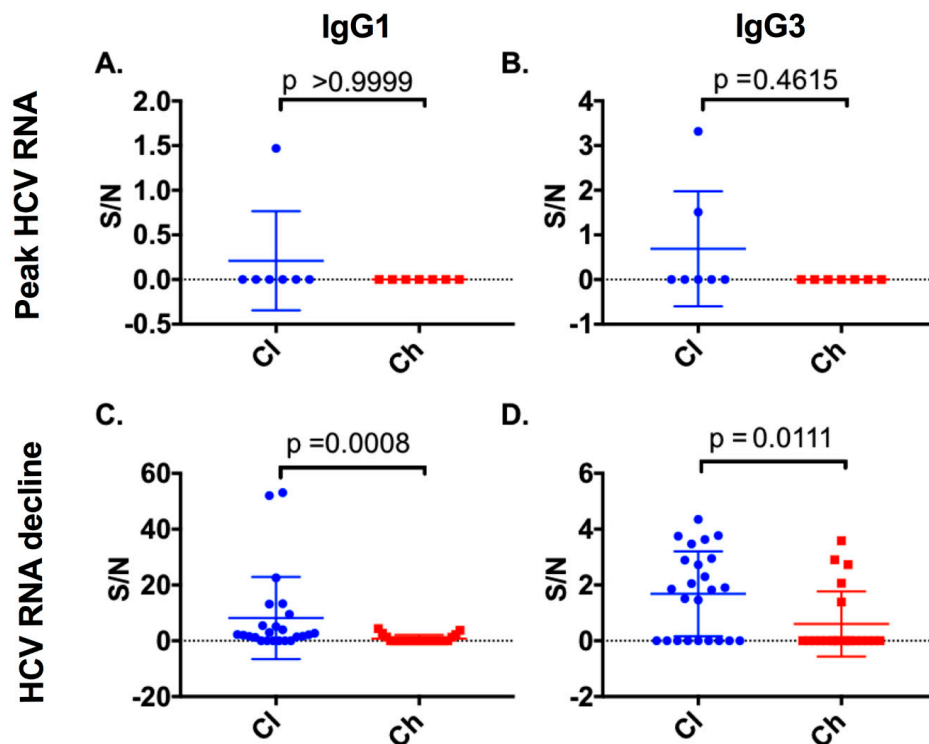 IgG1
IgG3
Peak HCV RNA
A.
p >0.9999
S/N
2.0
1.5
1.0
0.5
0.0
-0.5
Cl
Ch
B.
p =0.4615
S/N
4
3
2
1
0
-1
Cl
Ch
HCV RNA decline
C.
p =0.0008
S/N
60
40
20
0
-20
Cl
Ch
D.
p = 0.0111
S/N
6
4
2
0
-2
Cl
Ch